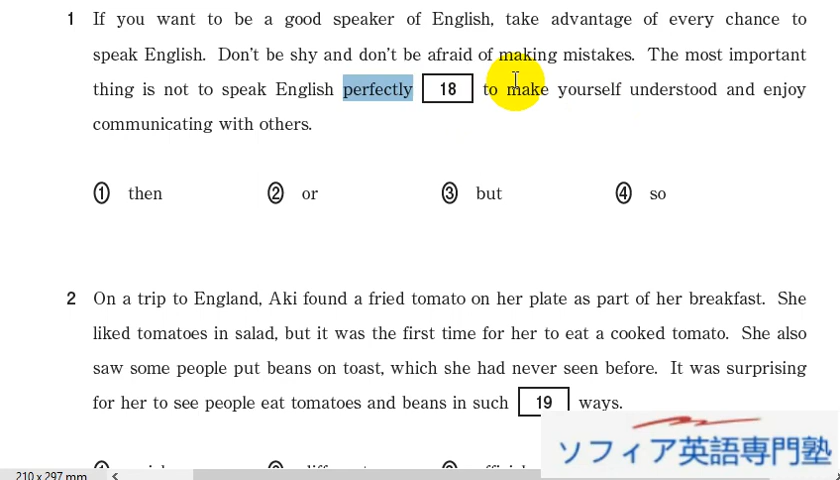 1 If you want to be a good speaker of English, take advantage of every chance to
speak English. Don't be shy and don't be afraid of making mistakes. The most important
thing is not to speak English perfectly 18 to make yourself understood and enjoy
communicating with others.
① then ② or ③ but ④ so
2 On a trip to England, Aki found a fried tomato on her plate as part of her breakfast. She
liked tomatoes in salad, but it was the first time for her to eat a cooked tomato. She also
saw some people put beans on toast, which she had never seen before. It was surprising
for her to see people eat tomatoes and beans in such 19 ways.
ソフィア英語専門塾
210 x 297 mm